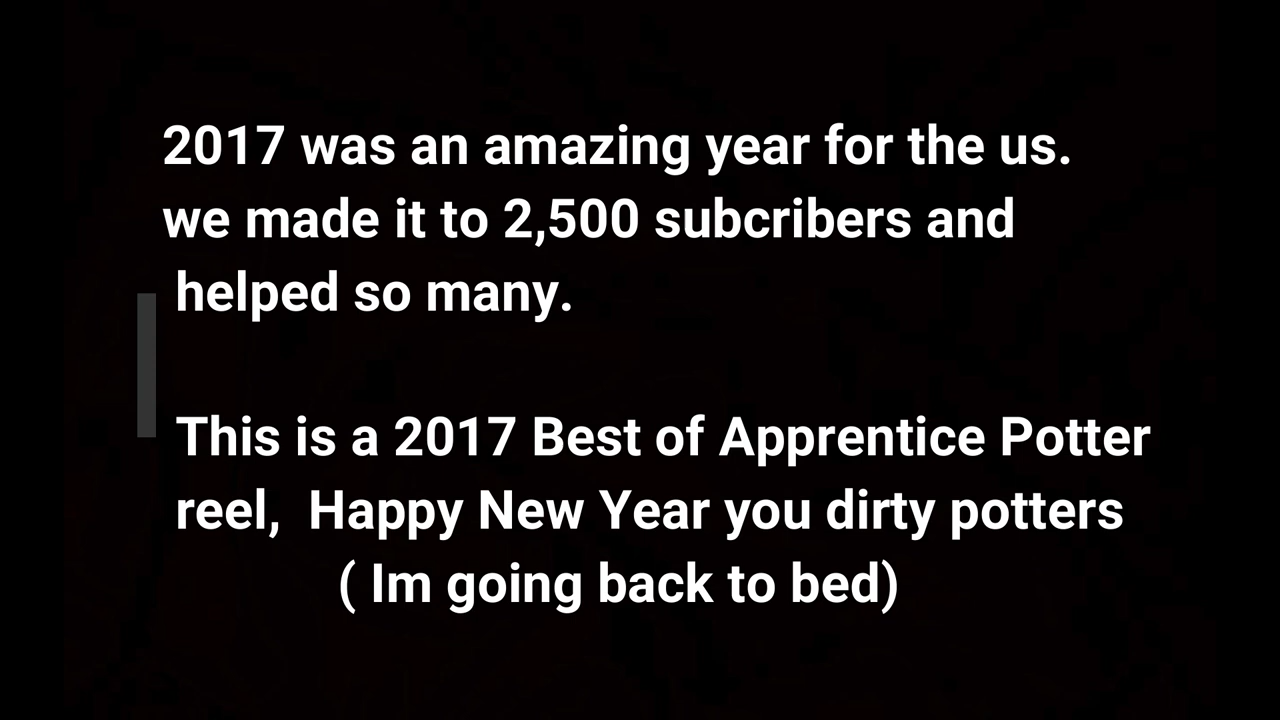 2017 was an amazing year for the us.
we made it to 2,500 subcribers and
helped so many.
This is a 2017 Best of Apprentice Potter
reel,  Happy New Year you dirty potters
( Im going back to bed)